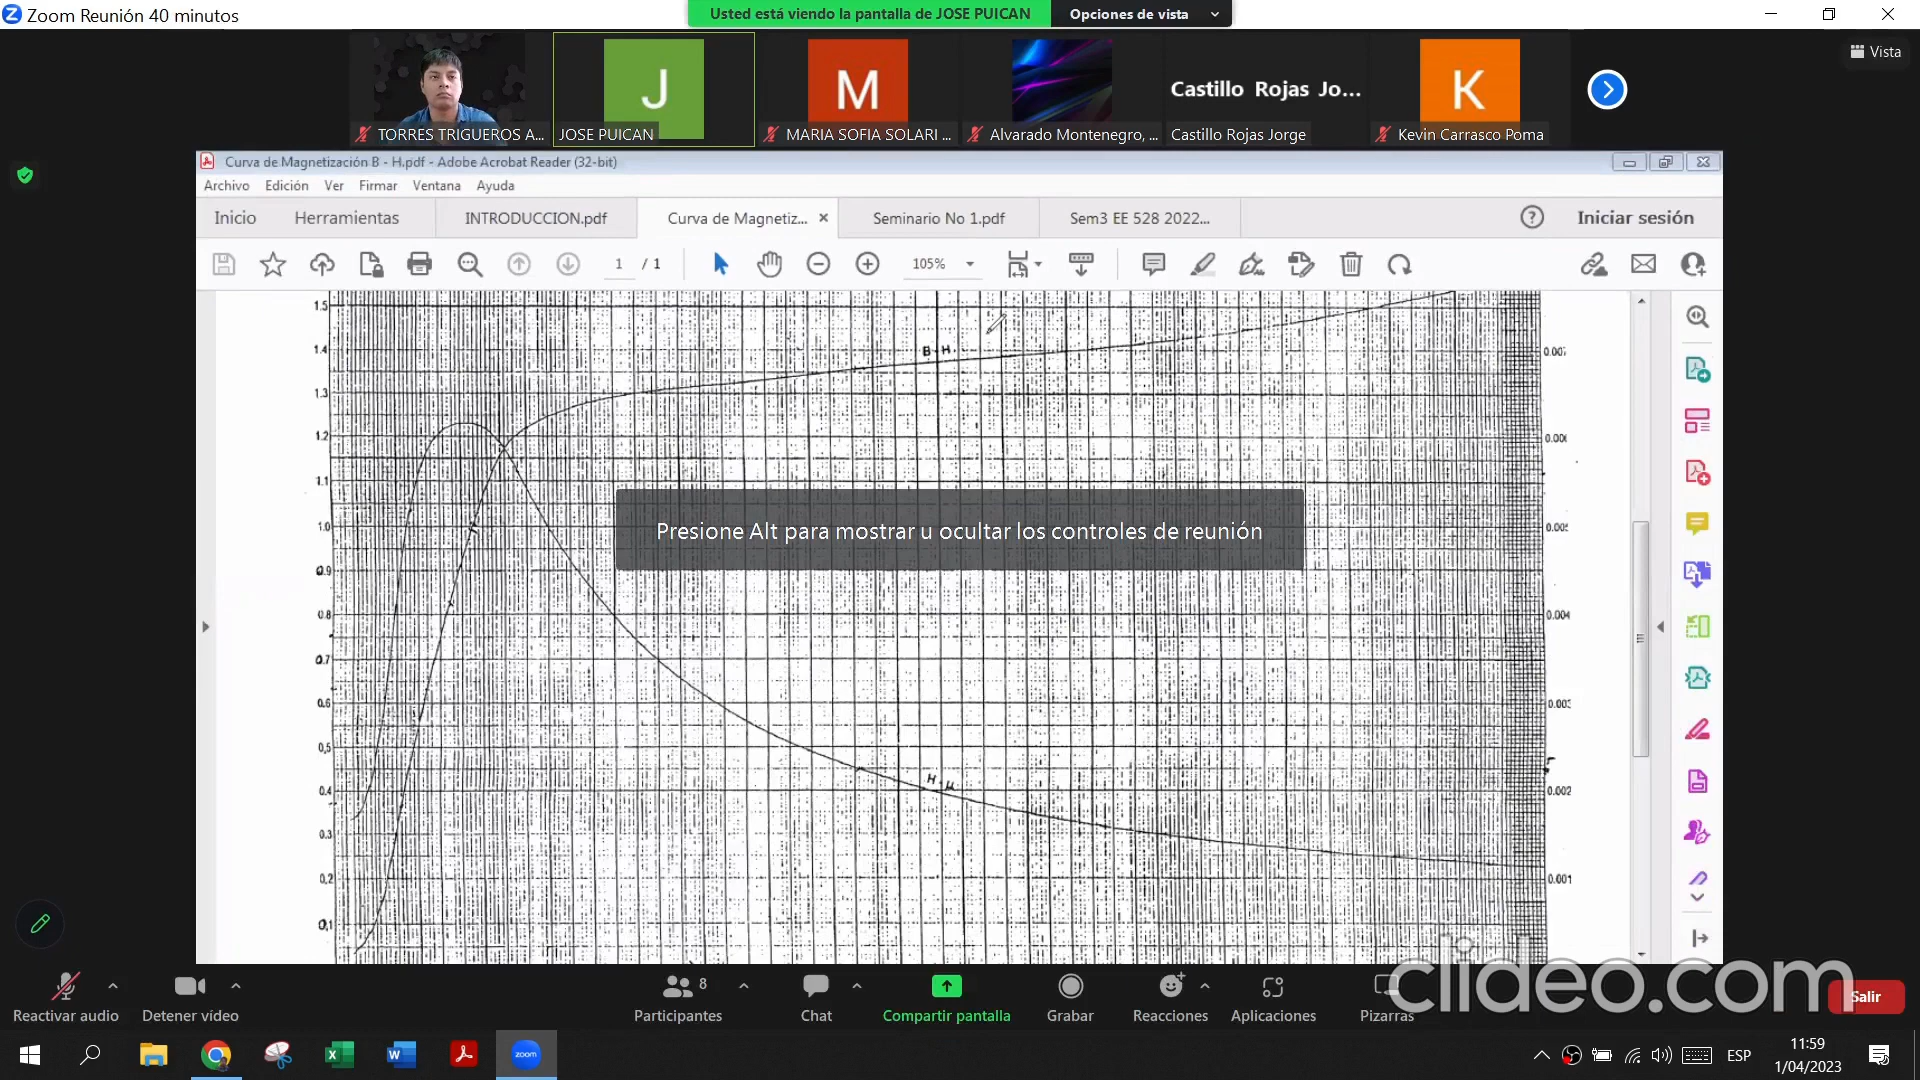 Zoom Reunión 40 minutos
Usted está viendo la pantalla de JOSE PUICAN
Opciones de vista
Vista
J
M
Castillo Rojas Jo...
K
TORRES TRIGUEROS A...
JOSE PUICAN
MARIA SOFIA SOLARI ...
Alvarado Montenegro, ...
Castillo Rojas Jorge
Kevin Carrasco Poma
Curva de Magnetización B - H.pdf - Adobe Acrobat Reader (32-bit)
Archivo Edición Ver Firmar Ventana Ayuda
Inicio Herramientas INTRODUCCION.pdf Curva de Magnetiz... Seminario No 1.pdf Sem3 EE 528 2022... Iniciar sesión
1 / 1 105%
1.5
1.4
B-H
1.3
1.2
1.1
1.0
Presione Alt para mostrar u ocultar los controles de reunión
0.9
0.8
0.004
0.7
0.6
0.5
0.4
H-μ
0.002
0.3
0.2
0.001
0.1
clideo.com
8
Reactivar audio
Detener vídeo
Participantes
Chat
Compartir pantalla
Grabar
Reacciones
Aplicaciones
Pizarras
Salir
zoom
ESP
11:59
1/04/2023